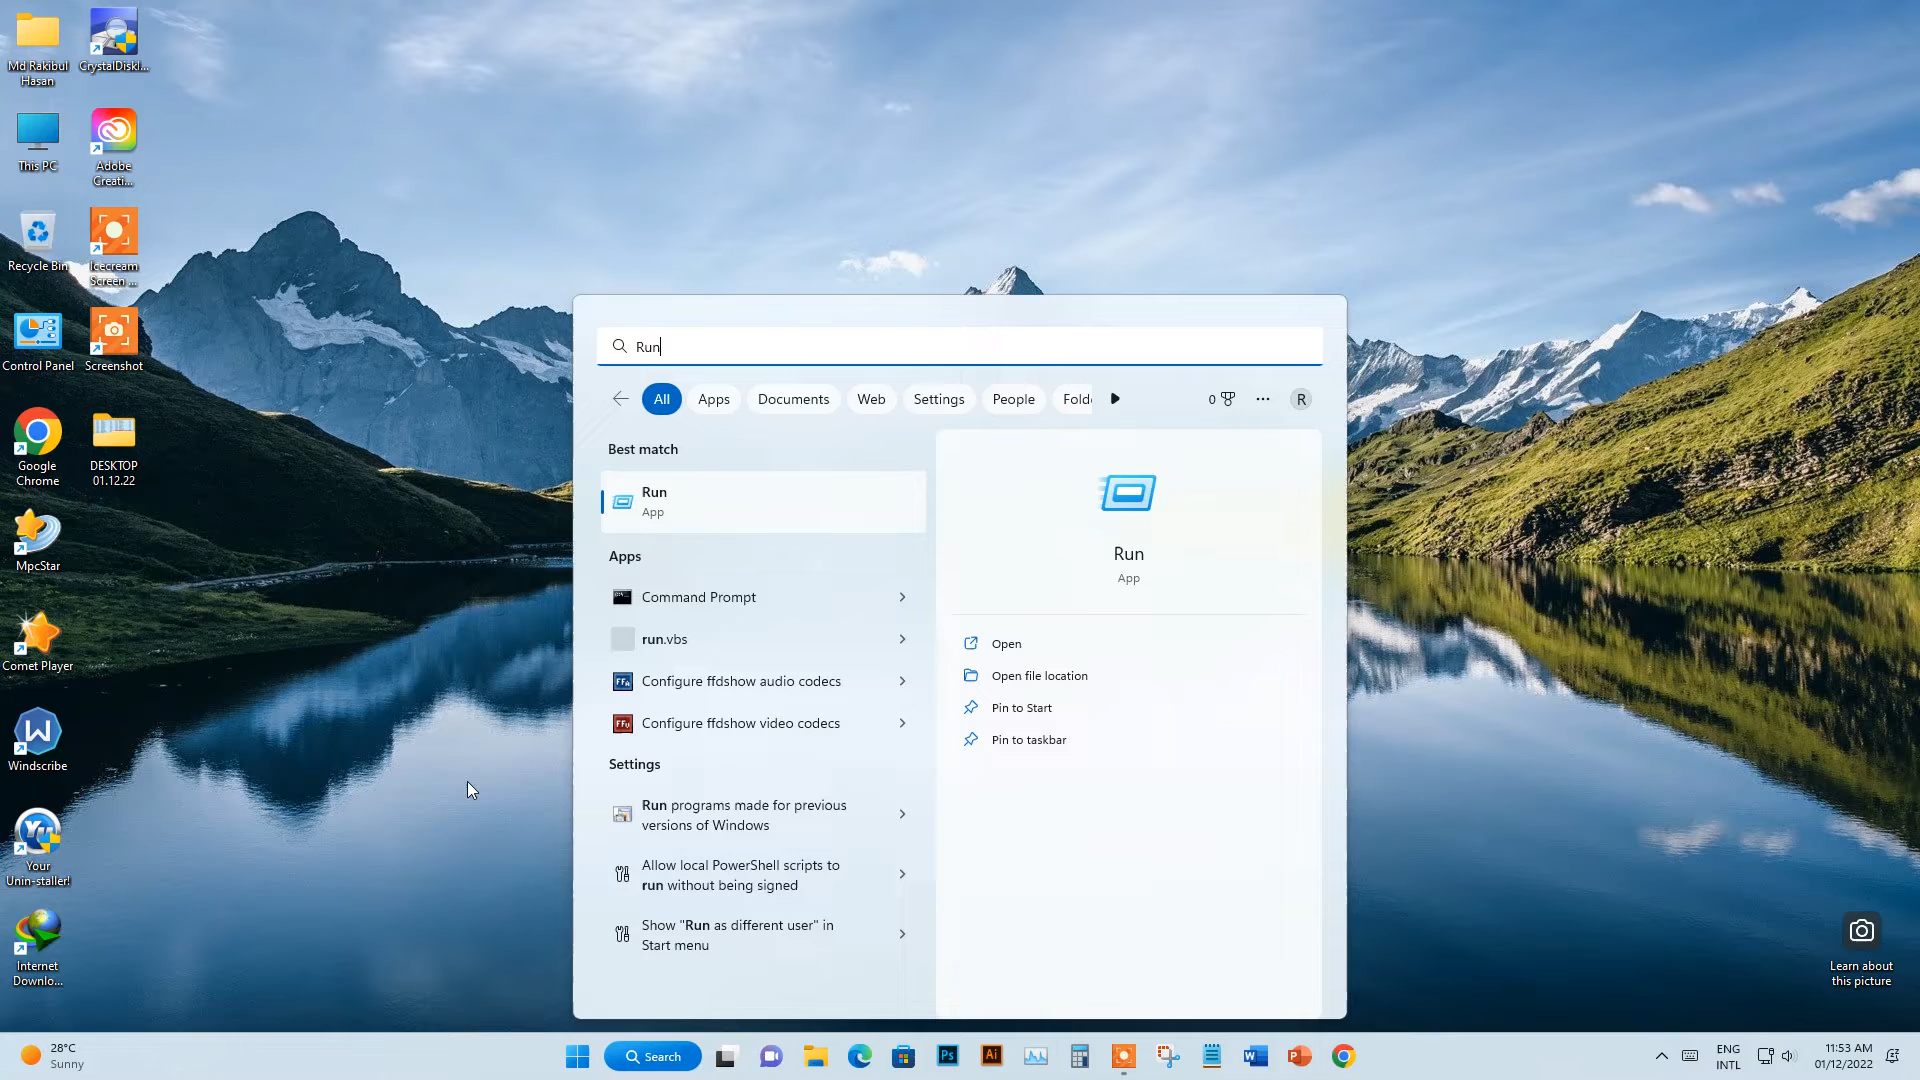 Md Rakibul
Hasan
CrystalDiskI...
This PC
Adobe
Creati...
Recycle Bin
Icecream
Screen ...
Control Panel
Screenshot
Google
Chrome
DESKTOP
01.12.22
MpcStar
Comet Player
Windscribe
Your
Unin-staller!
Internet
Downlo...
Run
All
Apps
Documents
Web
Settings
People
Fold
0
R
Best match
Run
App
Apps
Command Prompt
run.vbs
Configure ffdshow audio codecs
Configure ffdshow video codecs
Settings
Run programs made for previous
versions of Windows
Allow local PowerShell scripts to
run without being signed
Show "Run as different user" in
Start menu
Run
App
Open
Open file location
Pin to Start
Pin to taskbar
Learn about
this picture
28°C
Sunny
Search
Ps
Ai
ENG
INTL
11:53 AM
01/12/2022